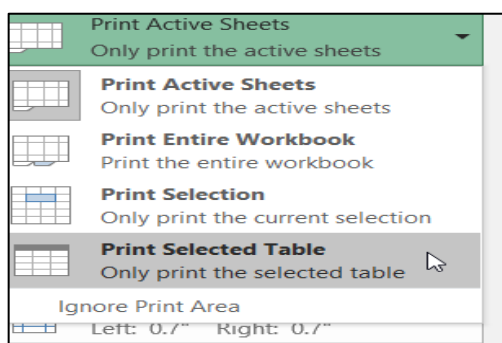 Print Active Sheets
Only print the active sheets
Print Active Sheets
Only print the active sheets
Print Entire Workbook
Print the entire workbook
Print Selection
Only print the current selection
Print Selected Table
Only print the selected table
Ignore Print Area
Left: 0.7" Right: 0.7"